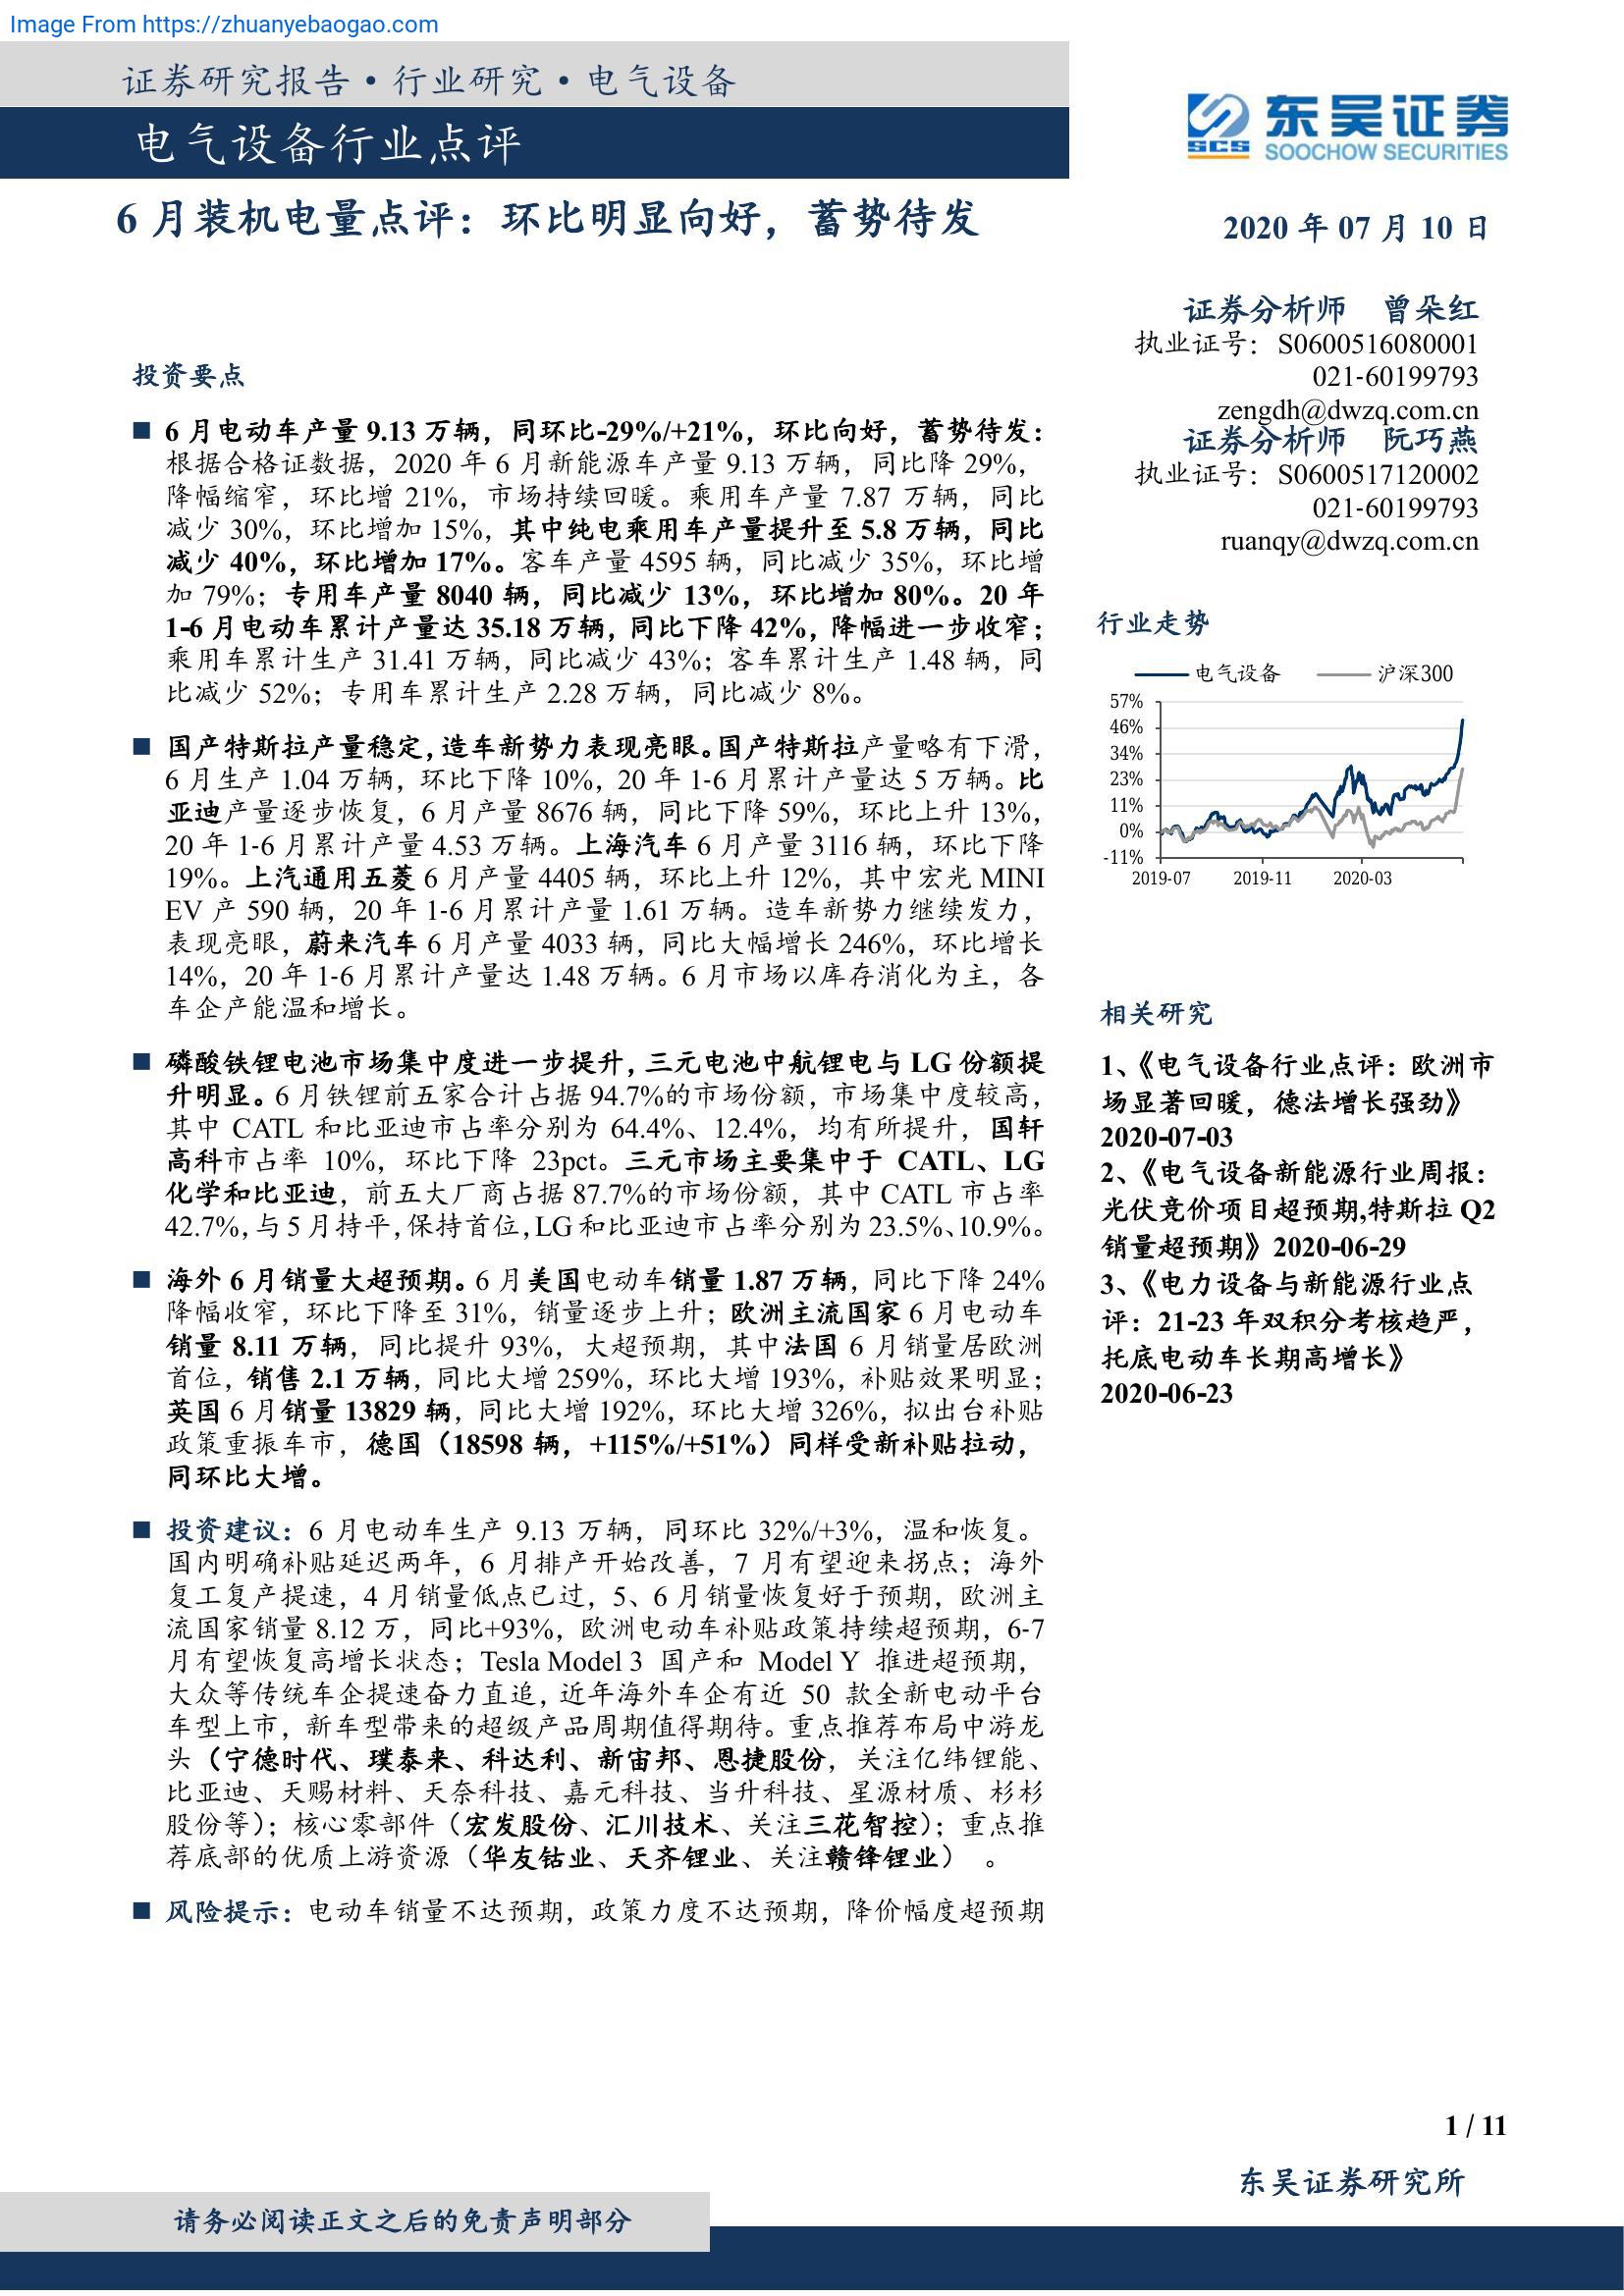 Image From https://zhuanyebaogao.com
证券研究报告·行业研究·电气设备
电气设备行业点评
东吴证券
SCS
SOOCHOW SECURITIES
6 月装机电量点评：环比明显向好，蓄势待发
2020 年 07 月 10 日
证券分析师 曾朵红
执业证号：S0600516080001
021-60199793
zengdh@dwzq.com.cn
证券分析师 阮巧燕
执业证号：S0600517120002
021-60199793
ruanqy@dwzq.com.cn
投资要点
■ 6 月电动车产量 9.13 万辆，同环比-29%/+21%，环比向好，蓄势待发：
根据合格证数据，2020 年 6 月新能源车产量 9.13 万辆，同比降 29%，
降幅缩窄，环比增 21%，市场持续回暖。乘用车产量 7.87 万辆，同比
减少 30%，环比增加 15%，其中纯电乘用车产量提升至 5.8 万辆，同比
减少 40%，环比增加 17%。客车产量 4595 辆，同比减少 35%，环比增
加 79%；专用车产量 8040 辆，同比减少 13%，环比增加 80%。20 年
1-6 月电动车累计产量达 35.18 万辆，同比下降 42%，降幅进一步收窄；
乘用车累计生产 31.41 万辆，同比减少 43%；客车累计生产 1.48 辆，同
比减少 52%；专用车累计生产 2.28 万辆，同比减少 8%。
■ 国产特斯拉产量稳定，造车新势力表现亮眼。国产特斯拉产量略有下滑，
6 月生产 1.04 万辆，环比下降 10%，20 年 1-6 月累计产量达 5 万辆。比
亚迪产量逐步恢复，6 月产量 8676 辆，同比下降 59%，环比上升 13%，
20 年 1-6 月累计产量 4.53 万辆。上海汽车 6 月产量 3116 辆，环比下降
19%。上汽通用五菱 6 月产量 4405 辆，环比上升 12%，其中宏光 MINI
EV 产 590 辆，20 年 1-6 月累计产量 1.61 万辆。造车新势力继续发力，
表现亮眼，蔚来汽车 6 月产量 4033 辆，同比大幅增长 246%，环比增长
14%，20 年 1-6 月累计产量达 1.48 万辆。6 月市场以库存消化为主，各
车企产能温和增长。
■ 磷酸铁锂电池市场集中度进一步提升，三元电池中航锂电与 LG 份额提
升明显。6 月铁锂前五家合计占据 94.7%的市场份额，市场集中度较高，
其中 CATL 和比亚迪市占率分别为 64.4%、12.4%，均有所提升，国轩
高科市占率 10%，环比下降 23pct。三元市场主要集中于 CATL、LG
化学和比亚迪，前五大厂商占据 87.7%的市场份额，其中 CATL 市占率
42.7%，与 5 月持平，保持首位，LG 和比亚迪市占率分别为 23.5%、10.9%。
■ 海外 6 月销量大超预期。6 月美国电动车销量 1.87 万辆，同比下降 24%
降幅收窄，环比下降至 31%，销量逐步上升；欧洲主流国家 6 月电动车
销量 8.11 万辆，同比提升 93%，大超预期，其中法国 6 月销量居欧洲
首位，销售 2.1 万辆，同比大增 259%，环比大增 193%，补贴效果明显；
英国 6 月销量 13829 辆，同比大增 192%，环比大增 326%，拟出台补贴
政策重振车市，德国（18598 辆，+115%/+51%）同样受新补贴拉动，
同环比大增。
■ 投资建议：6 月电动车生产 9.13 万辆，同环比 32%/+3%，温和恢复。
国内明确补贴延迟两年，6 月排产开始改善，7 月有望迎来拐点；海外
复工复产提速，4 月销量低点已过，5、6 月销量恢复好于预期，欧洲主
流国家销量 8.12 万，同比+93%，欧洲电动车补贴政策持续超预期，6-7
月有望恢复高增长状态；Tesla Model 3 国产和 Model Y 推进超预期，
大众等传统车企提速奋力直追，近年海外车企有近 50 款全新电动平台
车型上市，新车型带来的超级产品周期值得期待。重点推荐布局中游龙
头（宁德时代、璞泰来、科达利、新宙邦、恩捷股份，关注亿纬锂能、
比亚迪、天赐材料、天奈科技、嘉元科技、当升科技、星源材质、杉杉
股份等）；核心零部件（宏发股份、汇川技术、关注三花智控）；重点推
荐底部的优质上游资源（华友钴业、天齐锂业、关注赣锋锂业） 。
■ 风险提示：电动车销量不达预期，政策力度不达预期，降价幅度超预期
行业走势
电气设备 沪深300
57%
46%
34%
23%
11%
0%
-11%
2019-07 2019-11 2020-03
相关研究
1、《电气设备行业点评：欧洲市
场显著回暖，德法增长强劲》
2020-07-03
2、《电气设备新能源行业周报：
光伏竞价项目超预期,特斯拉 Q2
销量超预期》2020-06-29
3、《电力设备与新能源行业点
评：21-23 年双积分考核趋严，
托底电动车长期高增长》
2020-06-23
1 / 11
东吴证券研究所
请务必阅读正文之后的免责声明部分